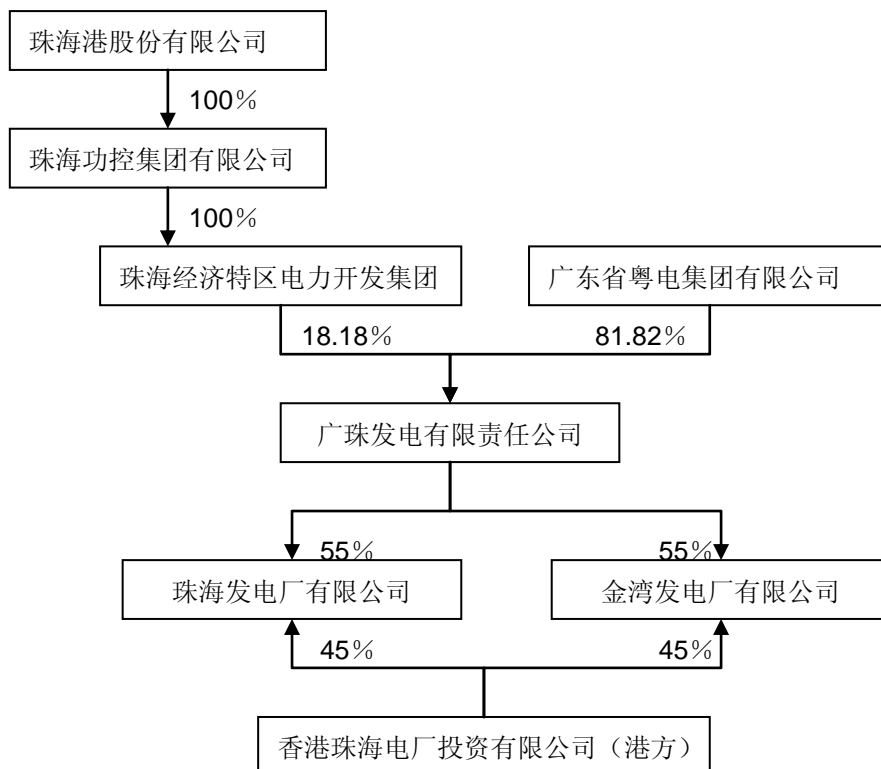 珠海港股份有限公司
100％
珠海功控集团有限公司
100％
珠海经济特区电力开发集团
广东省粤电集团有限公司
18.18％
81.82％
广珠发电有限责任公司
55％
55％
珠海发电厂有限公司
金湾发电厂有限公司
45％
45％
香港珠海电厂投资有限公司（港方）